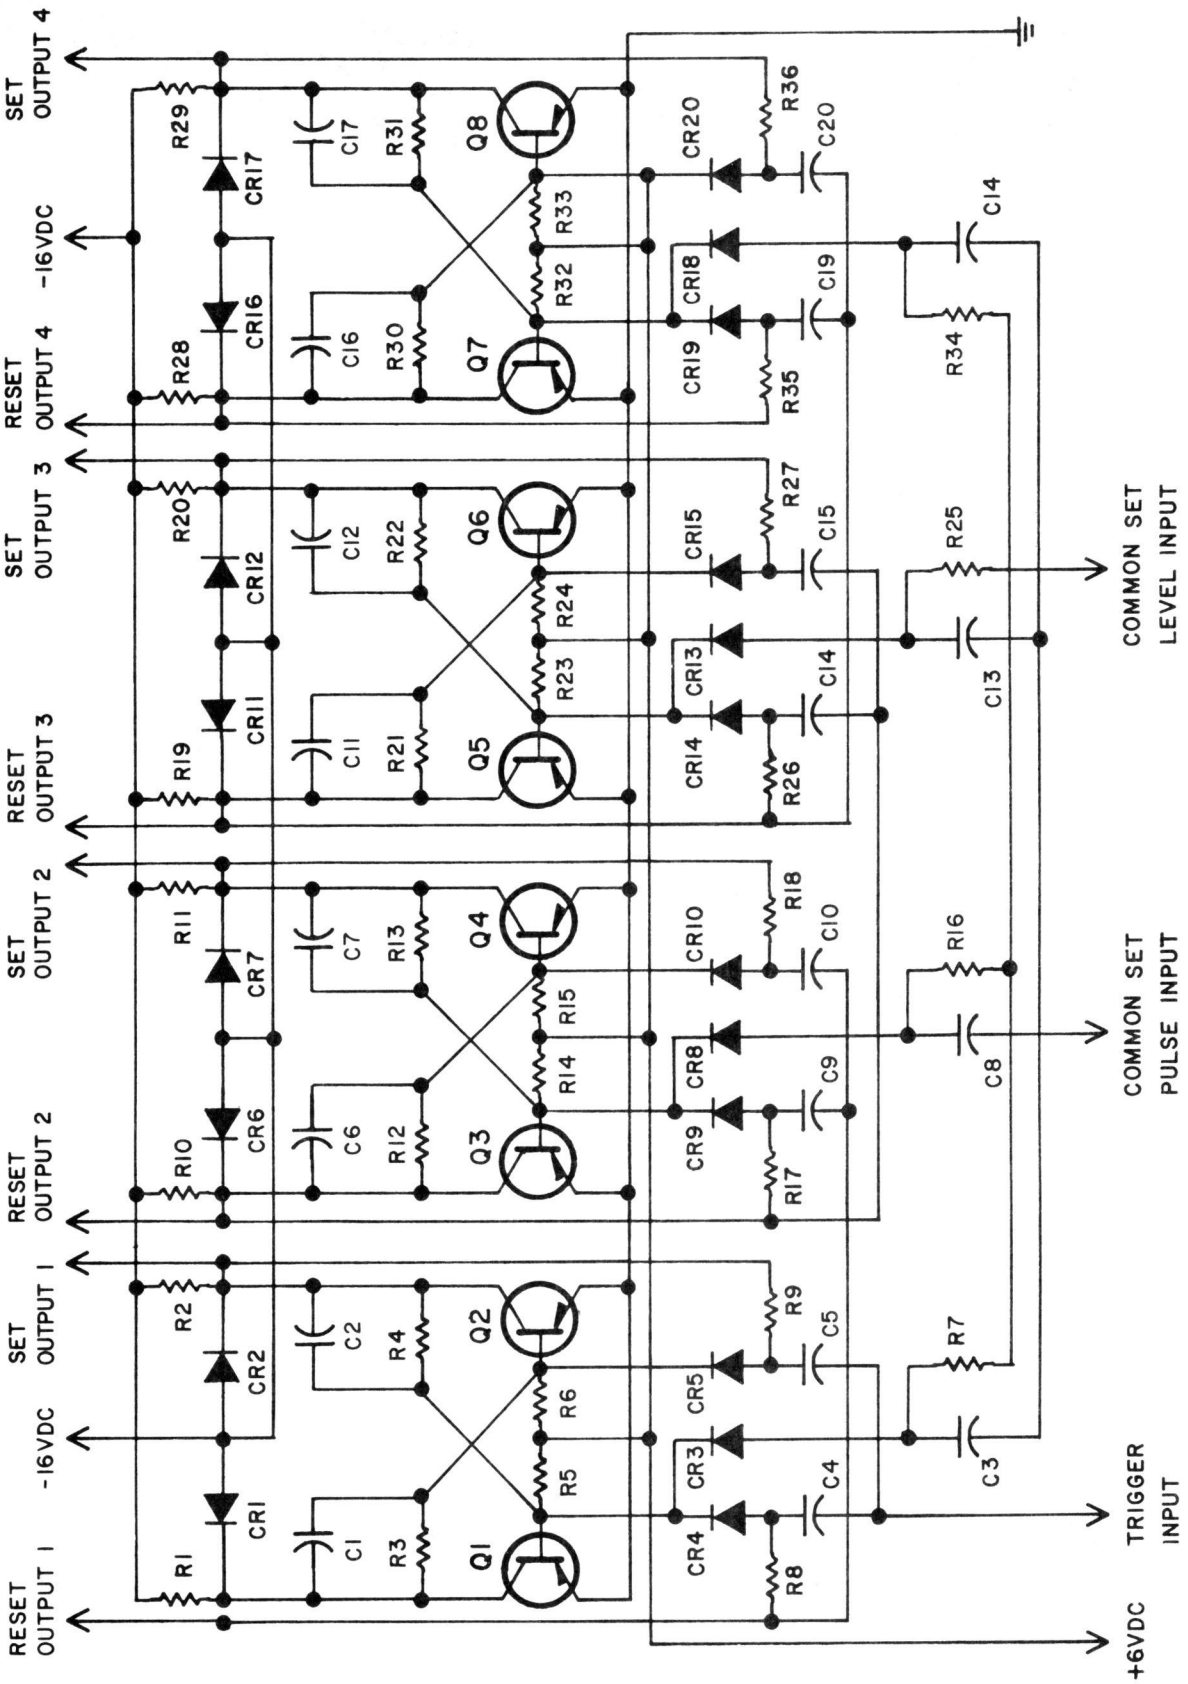 RESET
OUTPUT 1
-16VDC
SET
OUTPUT 1
RESET
OUTPUT 2
SET
OUTPUT 2
RESET
OUTPUT 3
SET
OUTPUT 3
RESET
OUTPUT 4
-16VDC
SET
OUTPUT 4
R1
R2
R10
R11
R19
R20
R28
R29
CR1
CR2
CR6
CR7
CR11
CR12
CR16
CR17
C1
C2
C6
C7
C11
C12
C16
C17
R3
R4
R12
R13
R21
R22
R30
R31
Q1
Q2
Q3
Q4
Q5
Q6
Q7
Q8
R5
R6
R14
R15
R23
R24
R32
R33
CR4
CR3
CR5
CR9
CR8
CR10
CR14
CR13
CR15
CR19
CR18
CR20
R8
C4
C5
R9
R17
C9
C10
R18
R26
C14
C15
R27
R35
C19
C20
R36
C3
R7
C8
R16
C13
R25
R34
C14
+6VDC
TRIGGER
INPUT
COMMON SET
PULSE INPUT
COMMON SET
LEVEL INPUT